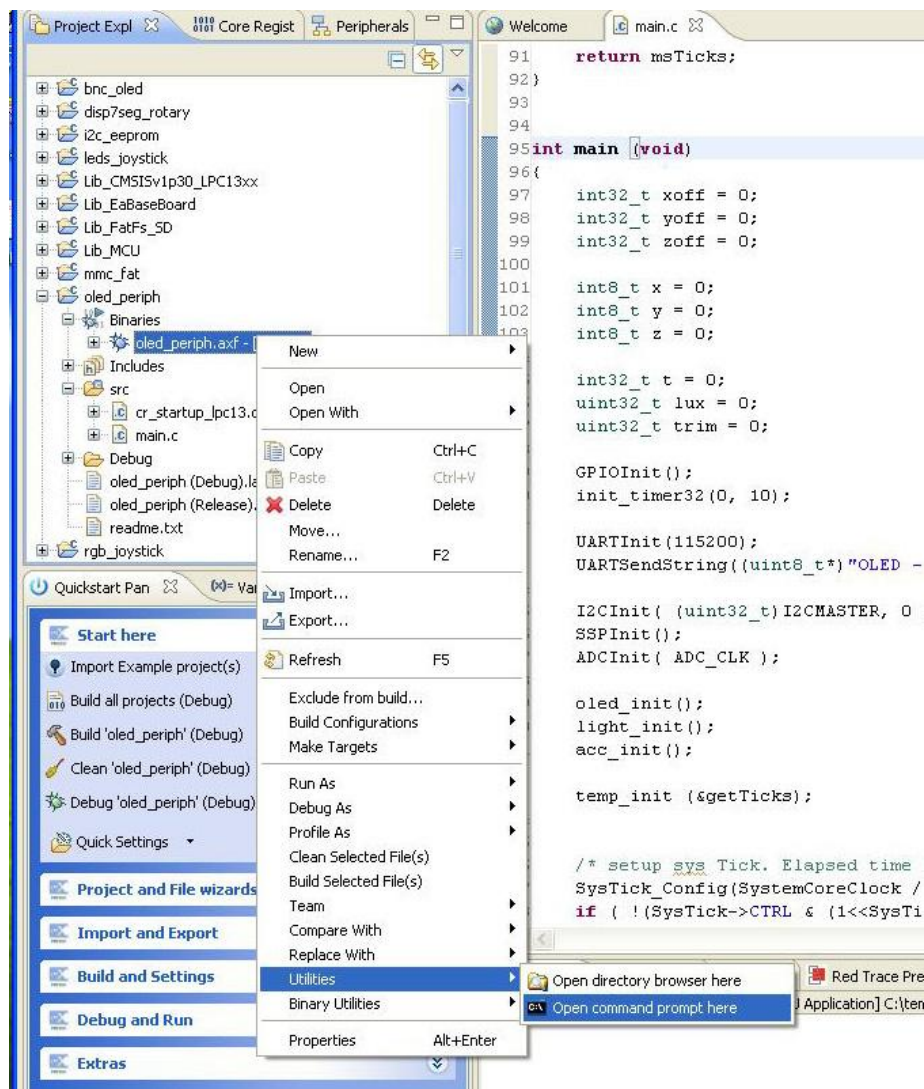 Project Expl
Core Regist
Peripherals
bnc_oled
disp7seg_rotary
i2c_eeprom
leds_joystick
Lib_CMSISv1p30_LPC13xx
Lib_EaBaseBoard
Lib_FatFs_SD
Lib_MCU
mmc_fat
oled_periph
Binaries
oled_periph.axf - [
Includes
src
cr_startup_lpc13.c
main.c
Debug
oled_periph (Debug).la
oled_periph (Release).
readme.txt
rgb_joystick
Quickstart Pan
(x)= Var
Start here
Import Example project(s)
Build all projects (Debug)
Build 'oled_periph' (Debug)
Clean 'oled_periph' (Debug)
Debug 'oled_periph' (Debug)
Quick Settings
Project and File wizards
Import and Export
Build and Settings
Debug and Run
Extras
New
Open
Open With
Copy Ctrl+C
Paste Ctrl+V
Delete Delete
Move...
Rename... F2
Import...
Export...
Refresh F5
Exclude from build...
Build Configurations
Make Targets
Run As
Debug As
Profile As
Clean Selected File(s)
Build Selected File(s)
Team
Compare With
Replace With
Utilities
Binary Utilities
Properties Alt+Enter
Open directory browser here
Open command prompt here
Welcome
main.c
91 return msTicks;
92 }
93
94
95 int main (void)
96 {
97 int32_t xoff = 0;
98 int32_t yoff = 0;
99 int32_t zoff = 0;
100
101 int8_t x = 0;
102 int8_t y = 0;
103 int8_t z = 0;
int32_t t = 0;
uint32_t lux = 0;
uint32_t trim = 0;
GPIOInit();
init_timer32(0, 10);
UARTInit(115200);
UARTSendString((uint8_t*)"OLED -
I2CInit( (uint32_t)I2CMASTER, 0
SSPInit();
ADCInit( ADC_CLK );
oled_init();
light_init();
acc_init();
temp_init (&getTicks);
/* setup sys Tick. Elapsed time
SysTick_Config(SystemCoreClock /
if ( !(SysTick->CTRL & (1<<SysTi
Red Trace Pre
Application] C:\ten